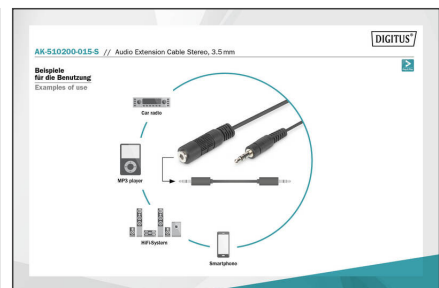 DIGITUS®
AK-510200-015-S // Audio Extension Cable Stereo, 3.5 mm
Beispiele
für die Benutzung
Examples of use
Car radio
MP3 player
HiFi-System
Smartphone